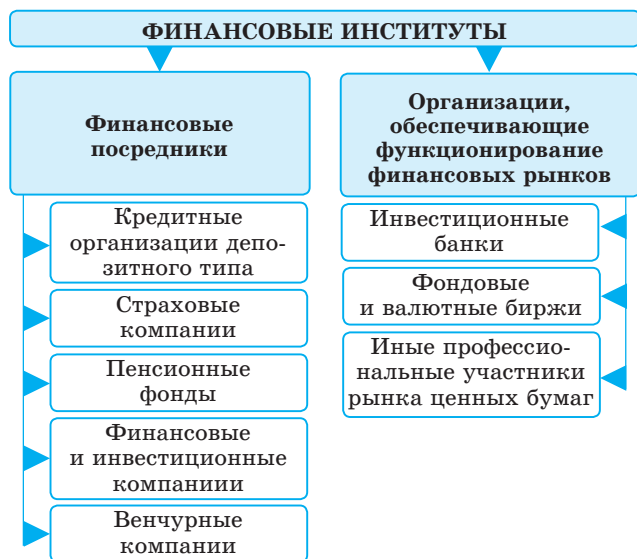 ФИНАНСОВЫЕ ИНСТИТУТЫ
Финансовые
посредники
Кредитные
организации депо-
зитного типа
Страховые
компании
Пенсионные
фонды
Финансовые
и инвестиционные
компаниии
Венчурные
компании
Организации,
обеспечивающие
функционирование
финансовых рынков
Инвестиционные
банки
Фондовые
и валютные биржи
Иные профессио-
нальные участники
рынка ценных бумаг